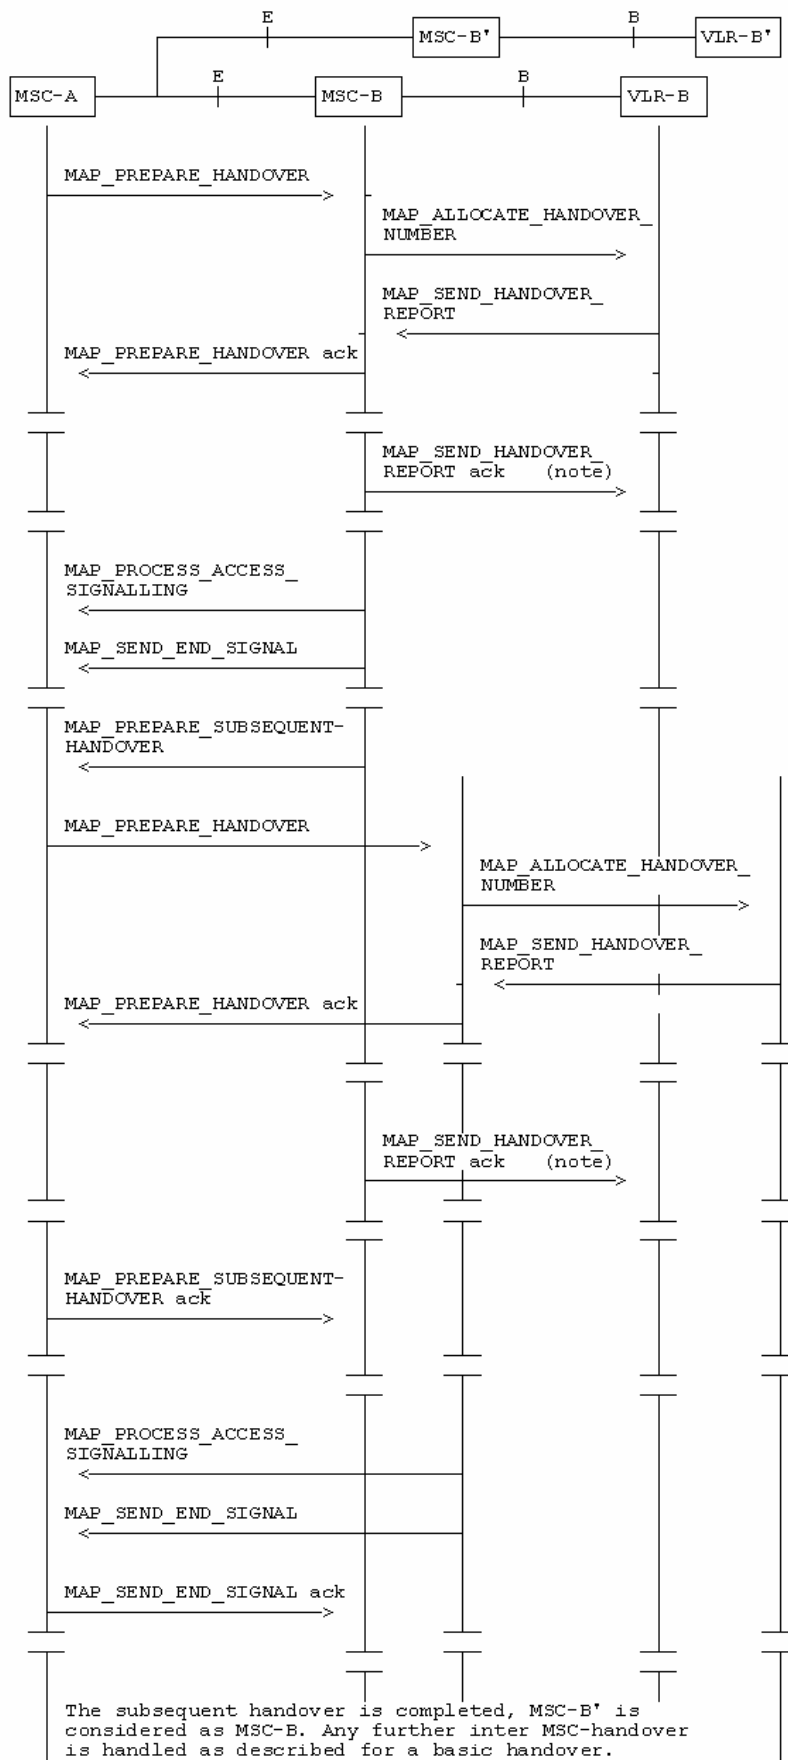 E
B
MSC-B'
VLR-B'
E
B
MSC-A
MSC-B
VLR-B
MAP_PREPARE_HANDOVER
MAP_ALLOCATE_HANDOVER_
NUMBER
MAP_SEND_HANDOVER_
REPORT
MAP_PREPARE_HANDOVER ack
MAP_SEND_HANDOVER_
REPORT ack (note)
MAP_PROCESS_ACCESS_
SIGNALLING
MAP_SEND_END_SIGNAL
MAP_PREPARE_SUBSEQUENT-
HANDOVER
MAP_PREPARE_HANDOVER
MAP_ALLOCATE_HANDOVER_
NUMBER
MAP_SEND_HANDOVER_
REPORT
MAP_PREPARE_HANDOVER ack
MAP_SEND_HANDOVER_
REPORT ack (note)
MAP_PREPARE_SUBSEQUENT-
HANDOVER ack
MAP_PROCESS_ACCESS_
SIGNALLING
MAP_SEND_END_SIGNAL
MAP_SEND_END_SIGNAL ack
The subsequent handover is completed, MSC-B' is
considered as MSC-B. Any further inter MSC-handover
is handled as described for a basic handover.